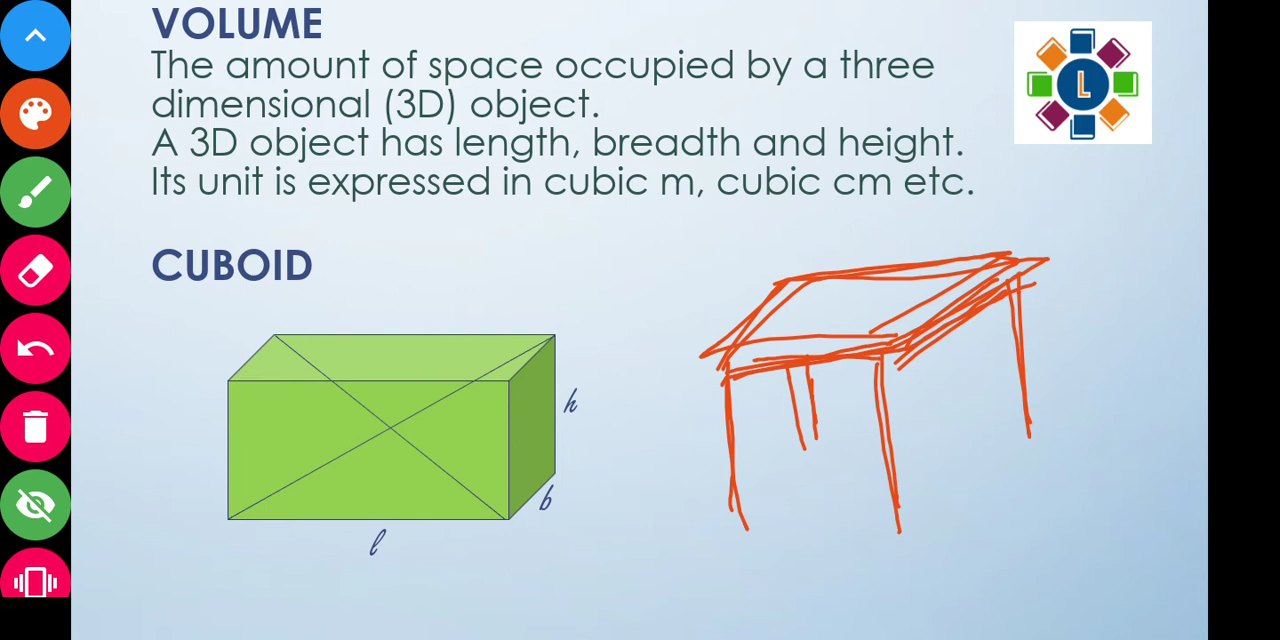 VOLUME
The amount of space occupied by a three
dimensional (3D) object.
A 3D object has length, breadth and height.
Its unit is expressed in cubic m, cubic cm etc.
L
CUBOID
h
b
l